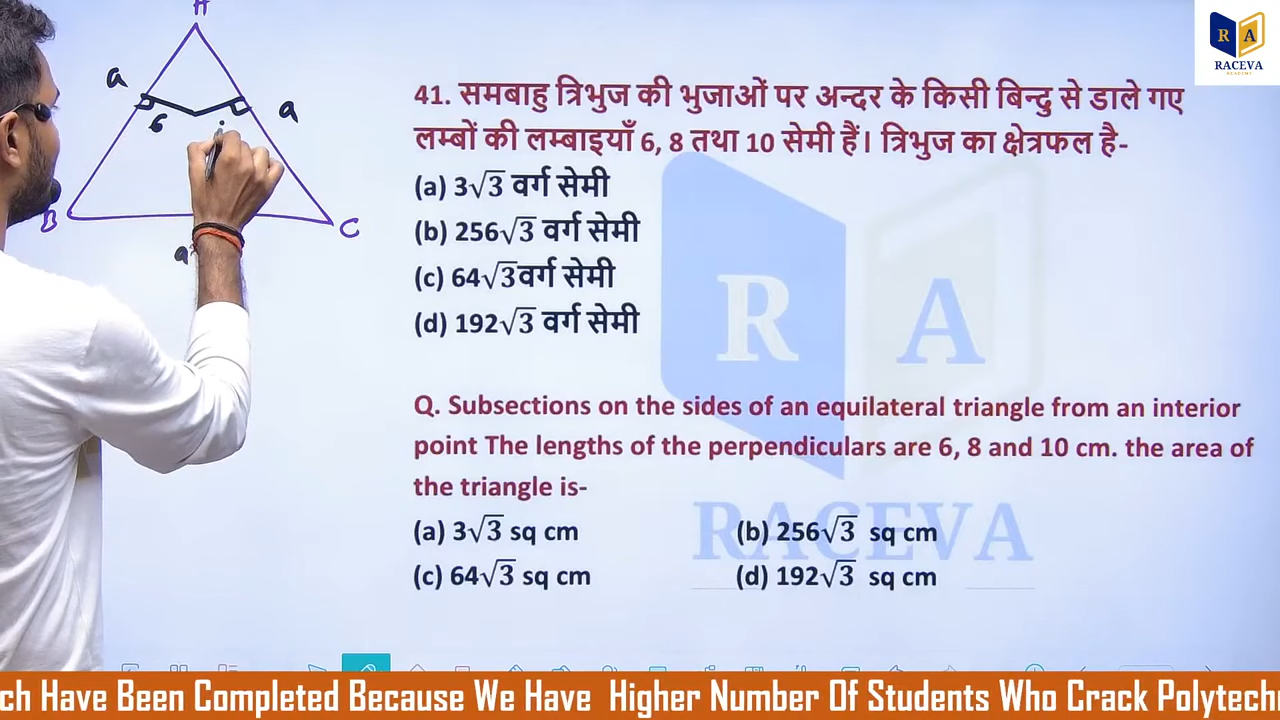 A
a
a
6
B
C
a
RA
RACEVA
ACADEMY
41. समबाहु त्रिभुज की भुजाओं पर अन्दर के किसी बिन्दु से डाले गए
लम्बों की लम्बाइयाँ 6, 8 तथा 10 सेमी हैं। त्रिभुज का क्षेत्रफल है-
(a) 3√3 वर्ग सेमी
(b) 256√3 वर्ग सेमी
(c) 64√3वर्ग सेमी
(d) 192√3 वर्ग सेमी
R A
RACEVA
Q. Subsections on the sides of an equilateral triangle from an interior
point The lengths of the perpendiculars are 6, 8 and 10 cm. the area of
the triangle is-
(a) 3√3 sq cm (b) 256√3 sq cm
(c) 64√3 sq cm (d) 192√3 sq cm
ch Have Been Completed Because We Have Higher Number Of Students Who Crack Polytech